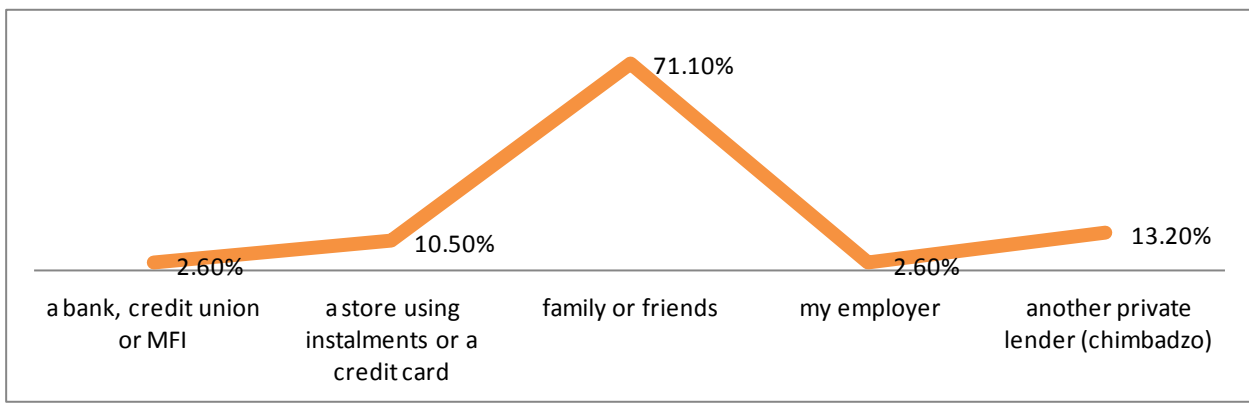 71.10%
10.50%
13.20%
2.60%
2.60%
a bank, credit union
or MFI
a store using
instalments or a
credit card
family or friends
my employer
another private
lender (chimbadzo)